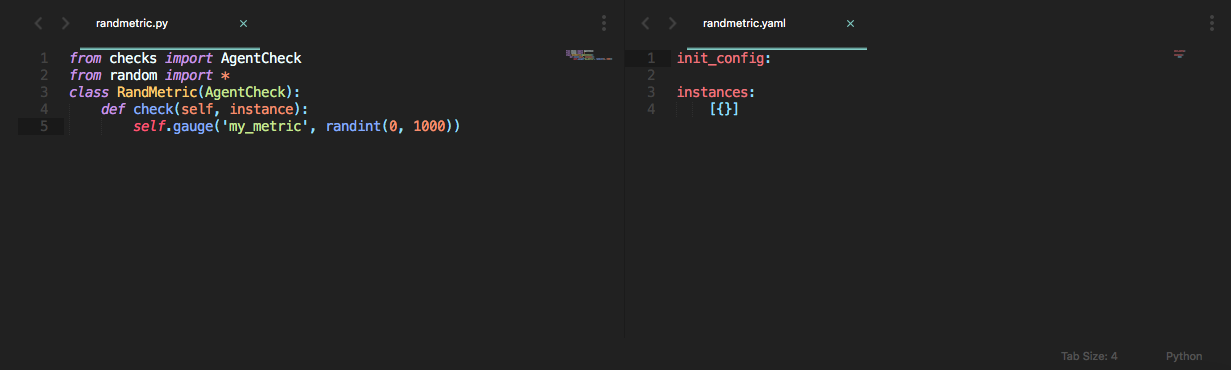 randmetric.py ×
1 from checks import AgentCheck
2 from random import *
3 class RandMetric(AgentCheck):
4     def check(self, instance):
5         self.gauge('my_metric', randint(0, 1000))
randmetric.yaml ×
1 init_config:
2
3 instances:
4     [{}]
Tab Size: 4 Python